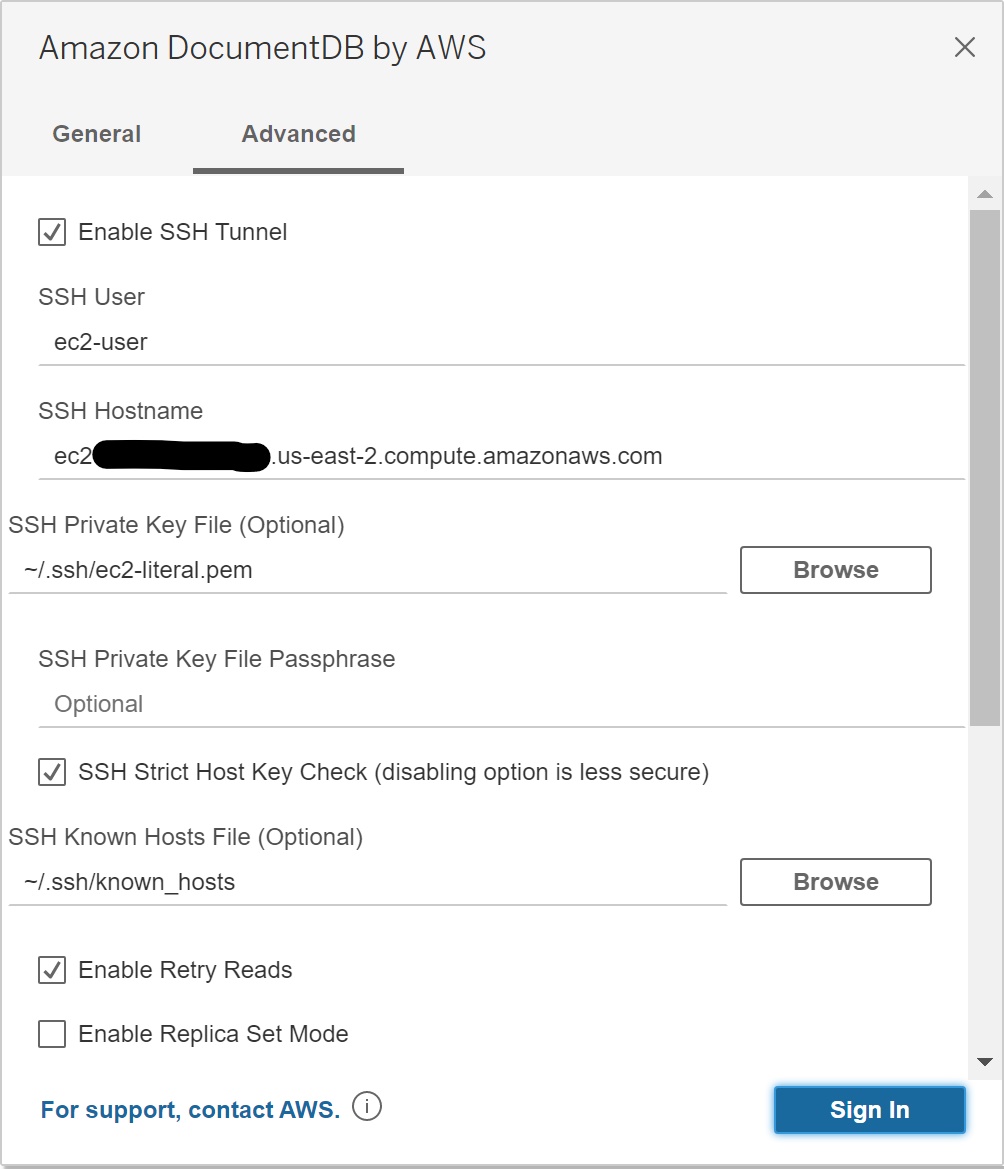 Amazon DocumentDB by AWS
General Advanced
Enable SSH Tunnel
SSH User
ec2-user
SSH Hostname
ec2 .us-east-2.compute.amazonaws.com
SSH Private Key File (Optional)
~/.ssh/ec2-literal.pem Browse
SSH Private Key File Passphrase
Optional
SSH Strict Host Key Check (disabling option is less secure)
SSH Known Hosts File (Optional)
~/.ssh/known_hosts Browse
Enable Retry Reads
Enable Replica Set Mode
For support, contact AWS. i Sign In